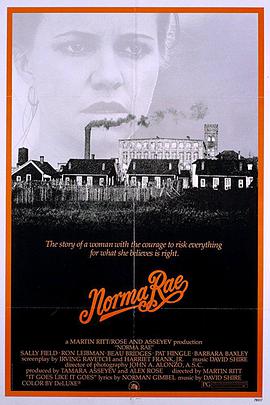 The story of a woman with the courage to risk everything
for what she believes is right.
Norma Rae
A MARTIN RITT/ROSE AND ASSEYEV PRODUCTION
"NORMA RAE"
SALLY FIELD · RON LEIBMAN · BEAU BRIDGES · PAT HINGLE · BARBARA BAXLEY
screenplay by IRVING RAVETCH and HARRIET FRANK, JR. music DAVID SHIRE
director of photography JOHN A. ALONZO, A.S.C.
produced by TAMARA ASSEYEV and ALEX ROSE directed by MARTIN RITT
"IT GOES LIKE IT GOES" lyrics by NORMAN GIMBEL music by DAVID SHIRE
COLOR BY DeLUXE®
PG